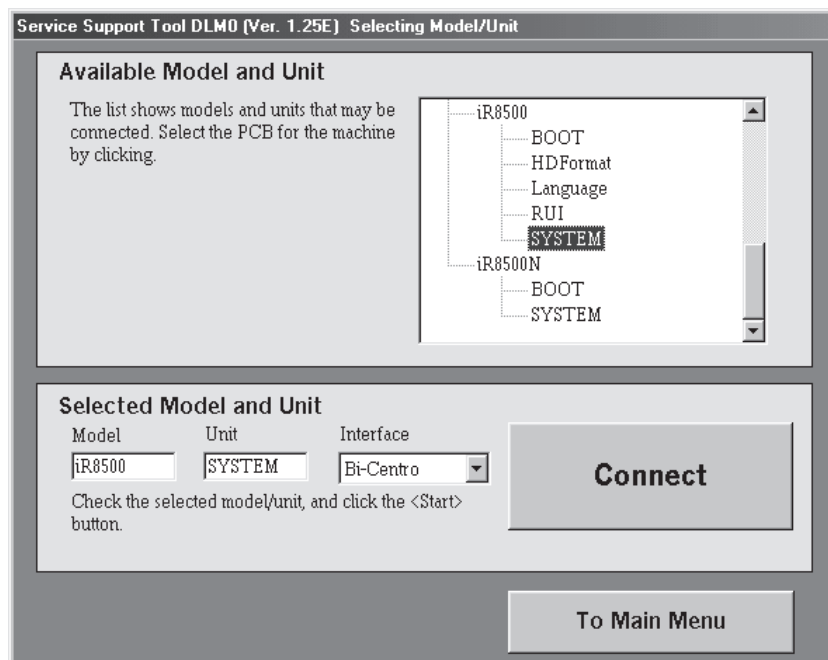 Service Support Tool DLM0 (Ver. 1.25E) Selecting Model/Unit
Available Model and Unit
The list shows models and units that may be
connected. Select the PCB for the machine
by clicking.
iR8500
BOOT
HDFormat
Language
RUI
SYSTEM
iR8500N
BOOT
SYSTEM
Selected Model and Unit
Model Unit Interface
iR8500 SYSTEM Bi-Centro
Check the selected model/unit, and click the <Start>
button.
Connect
To Main Menu